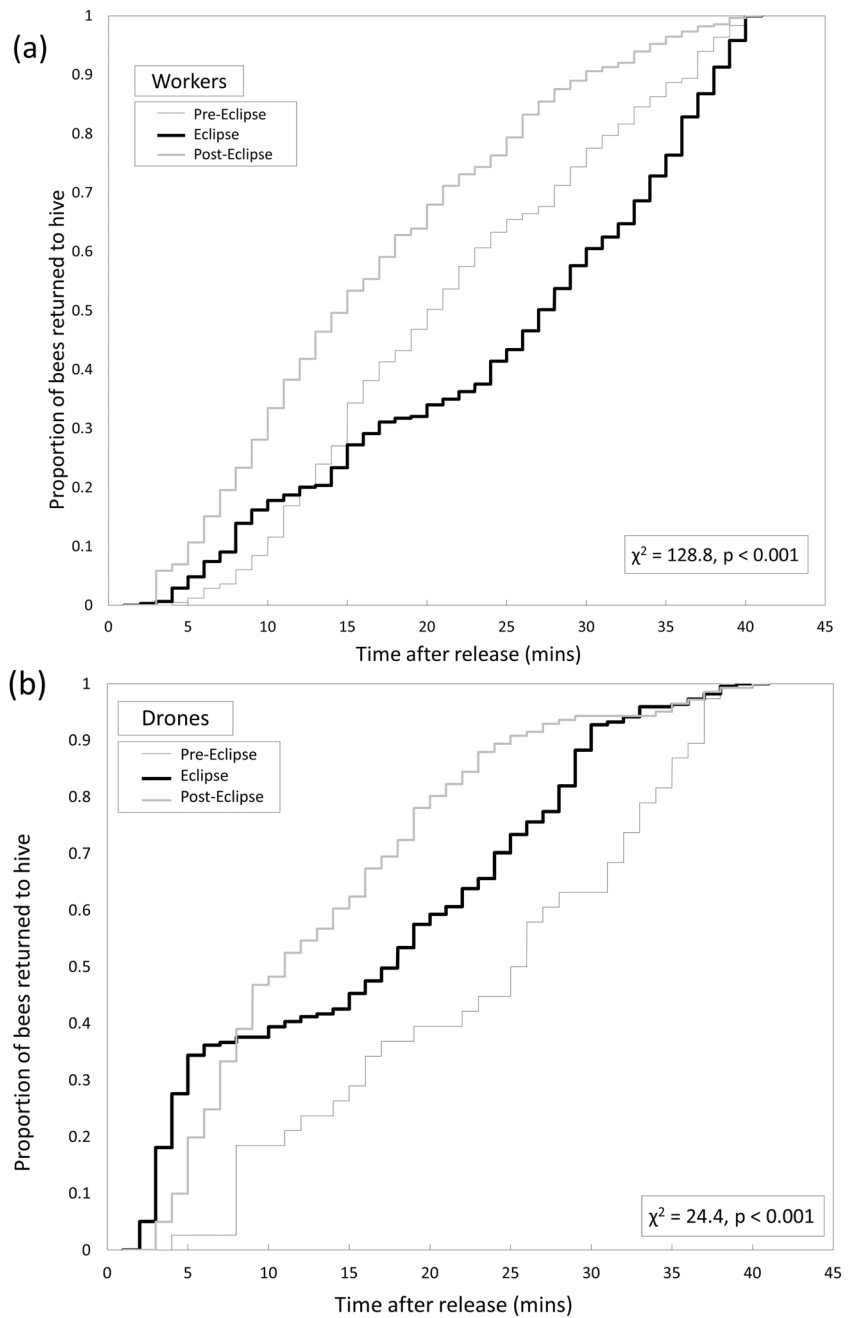 (a)
Workers
Pre-Eclipse
Eclipse
Post-Eclipse
Proportion of bees returned to hive
1
0.9
0.8
0.7
0.6
0.5
0.4
0.3
0.2
0.1
0
χ² = 128.8, p < 0.001
0 5 10 15 20 25 30 35 40 45
Time after release (mins)
(b)
Drones
Pre-Eclipse
Eclipse
Post-Eclipse
Proportion of bees returned to hive
1
0.9
0.8
0.7
0.6
0.5
0.4
0.3
0.2
0.1
0
χ² = 24.4, p < 0.001
0 5 10 15 20 25 30 35 40 45
Time after release (mins)